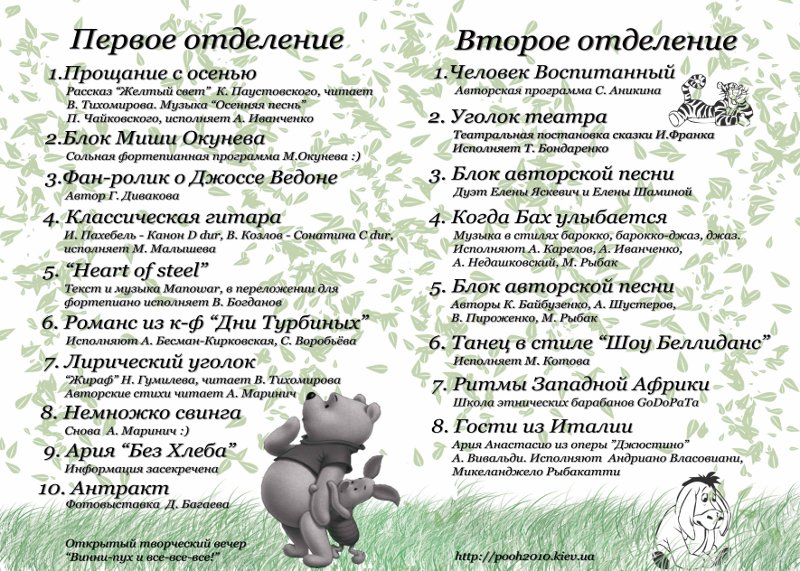 Первое отделение
1.Прощание с осенью
Рассказ “Желтый свет” К. Паустовского, читает
В. Тихомирова. Музыка “Осенняя песнь”
П. Чайковского, исполняет А. Иванченко
2.Блок Миши Окунева
Сольная фортепианная программа М.Окунева :)
3.Фан-ролик о Джоссе Ведоне
Автор Г. Дивакова
4. Классическая гитара
И. Пахебель - Канон D dur, В. Козлов - Сонатина C dur,
исполняет М. Малышева
5. “Heart of steel”
Текст и музыка Manowar, в переложении для
фортепиано исполняет В. Богданов
6. Романс из к-ф “Дни Турбиных”
Исполняют А. Бесман-Кирковская, С. Воробьёва
7. Лирический уголок
“Жираф” Н. Гумилева, читает В. Тихомирова
Авторские стихи читает А. Маринич
8. Немножко свинга
Снова А. Маринич :)
9. Ария “Без Хлеба”
Информация засекречена
10. Антракт
Фотовыставка Д. Багаева
Открытый творческий вечер
“Винни-пух и все-все-все!”
Второе отделение
1.Человек Воспитанный
Авторская программа С. Аникина
2. Уголок театра
Театральная постановка сказки И.Франка
Исполняет Т. Бондаренко
3. Блок авторской песни
Дуэт Елены Яскевич и Елены Шаминой
4. Когда Бах улыбается
Музыка в стилях барокко, барокко-джаз, джаз.
Исполняют А. Карелов, А. Иванченко,
А. Недашковский, М. Рыбак
5. Блок авторской песни
Авторы К. Байбузенко, А. Шустеров,
В. Пироженко, М. Рыбак
6. Танец в стиле “Шоу Беллиданс”
Исполняет М. Котова
7. Ритмы Западной Африки
Школа этнических барабанов GoDoPaTa
8. Гости из Италии
Ария Анастасио из оперы "Джюстино”
А. Вивальди. Исполняют Андриано Власовиани,
Микеланджело Рыбакатти
http://pooh2010.kiev.ua